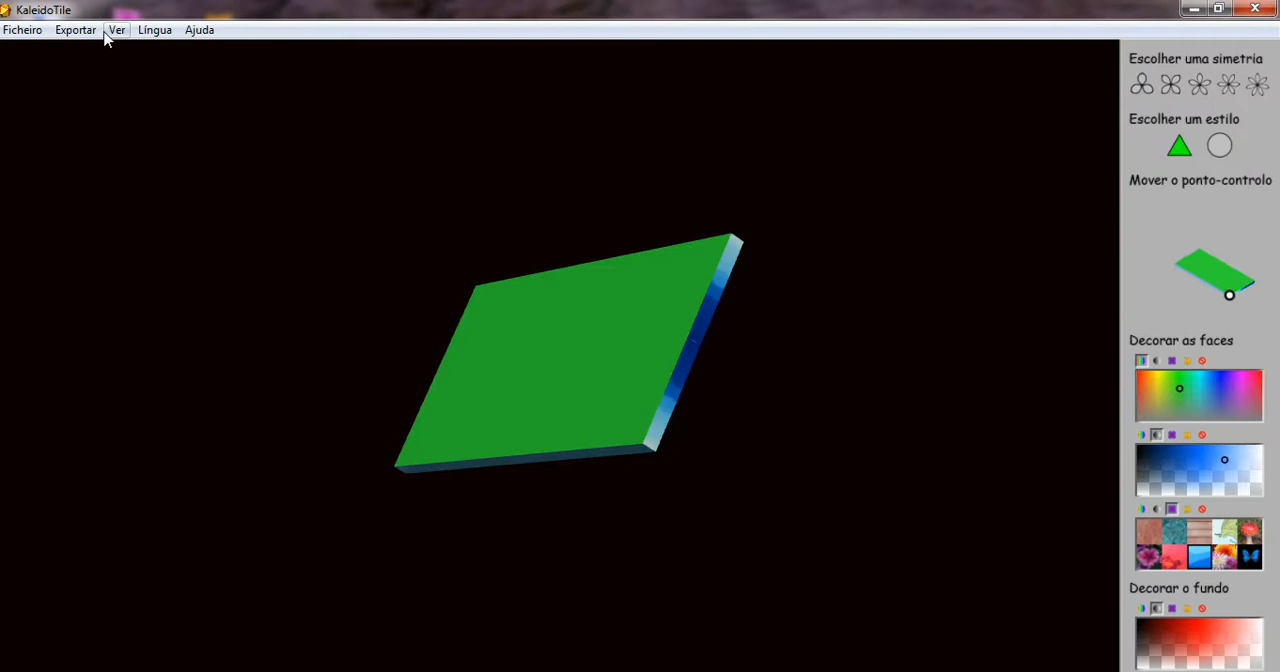 KaleidoTile
Ficheiro Exportar Ver Língua Ajuda
Escolher uma simetria
Escolher um estilo
Mover o ponto-controlo
Decorar as faces
Decorar o fundo